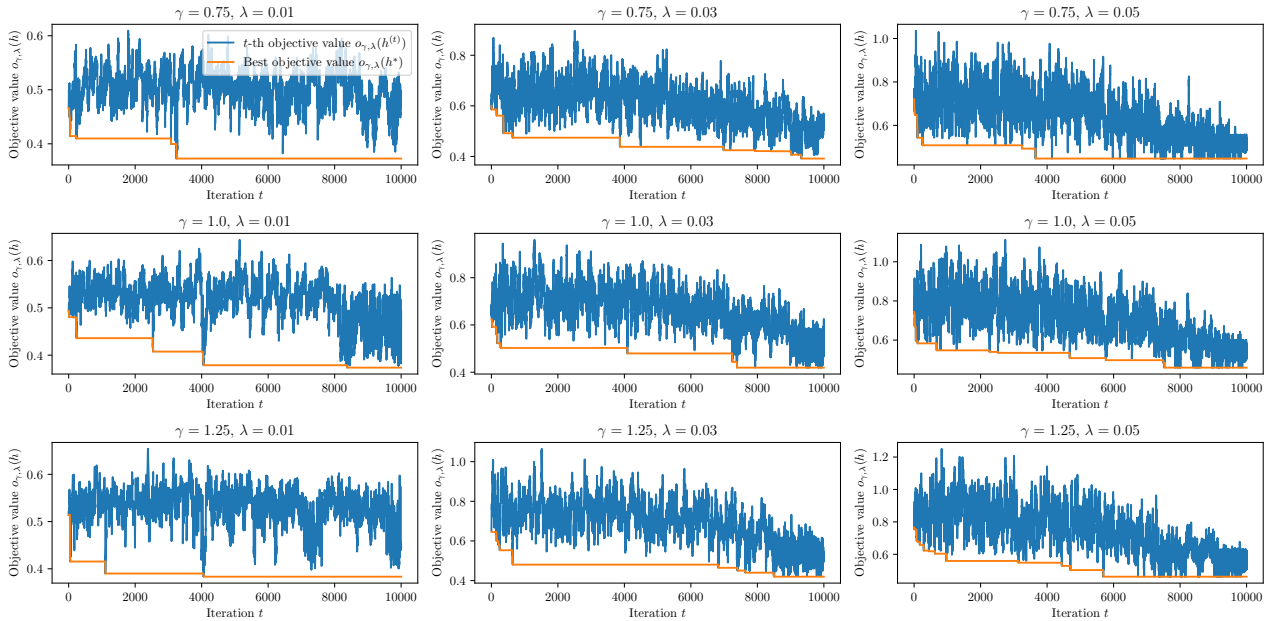 γ = 0.75, λ = 0.01
Objective value o_{γ,λ}(h)
0.6
0.5
0.4
t-th objective value o_{γ,λ}(h^{(t)})
Best objective value o_{γ,λ}(h*)
0 2000 4000 6000 8000 10000
Iteration t
γ = 0.75, λ = 0.03
Objective value o_{γ,λ}(h)
0.8
0.6
0.4
0 2000 4000 6000 8000 10000
Iteration t
γ = 0.75, λ = 0.05
Objective value o_{γ,λ}(h)
1.0
0.8
0.6
0 2000 4000 6000 8000 10000
Iteration t
γ = 1.0, λ = 0.01
Objective value o_{γ,λ}(h)
0.6
0.5
0.4
0 2000 4000 6000 8000 10000
Iteration t
γ = 1.0, λ = 0.03
Objective value o_{γ,λ}(h)
0.8
0.6
0.4
0 2000 4000 6000 8000 10000
Iteration t
γ = 1.0, λ = 0.05
Objective value o_{γ,λ}(h)
1.0
0.8
0.6
0 2000 4000 6000 8000 10000
Iteration t
γ = 1.25, λ = 0.01
Objective value o_{γ,λ}(h)
0.6
0.5
0.4
0 2000 4000 6000 8000 10000
Iteration t
γ = 1.25, λ = 0.03
Objective value o_{γ,λ}(h)
1.0
0.8
0.6
0.4
0 2000 4000 6000 8000 10000
Iteration t
γ = 1.25, λ = 0.05
Objective value o_{γ,λ}(h)
1.2
1.0
0.8
0.6
0 2000 4000 6000 8000 10000
Iteration t